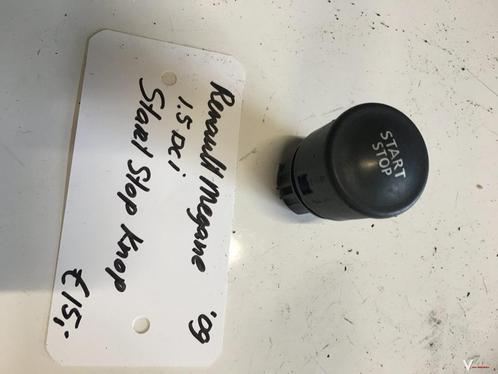 Renault Megane '09
1.5 DCi
Start Stop Knop
€15,-
START
STOP